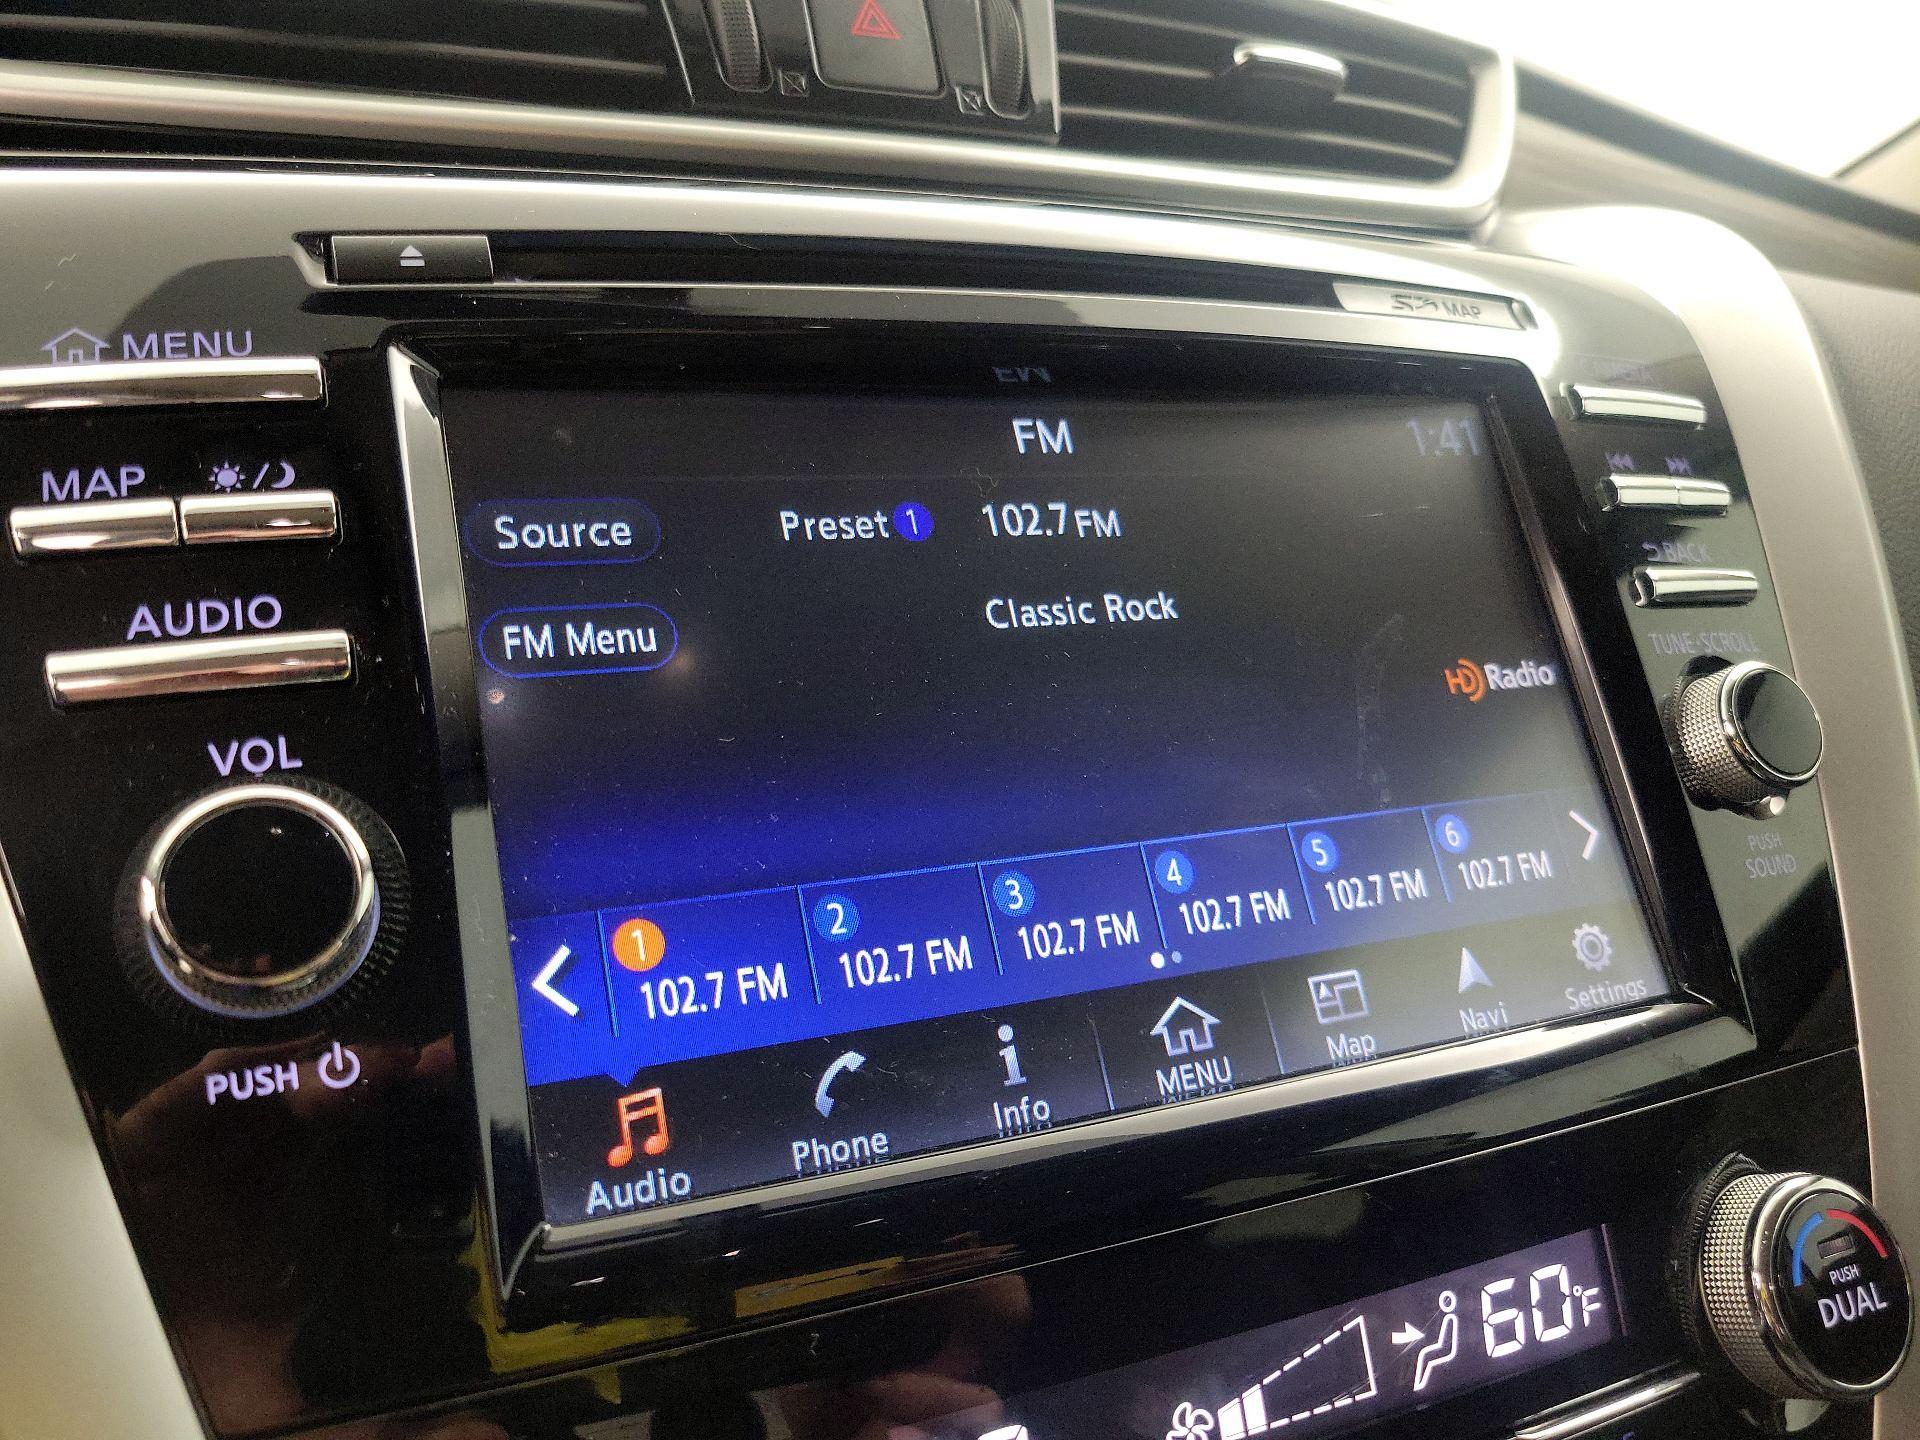 MAP
MENU
FM
1:41
MAP
AUDIO
Source
Preset 1 102.7 FM
BACK
FM Menu
Classic Rock
TUNE·SCROLL
HD Radio
VOL
PUSH
SOUND
1 102.7 FM
2 102.7 FM
3 102.7 FM
4 102.7 FM
5 102.7 FM
6 102.7 FM
PUSH
Audio
Phone
Info
MENU
Map
Navi
Settings
60°F
PUSH
DUAL